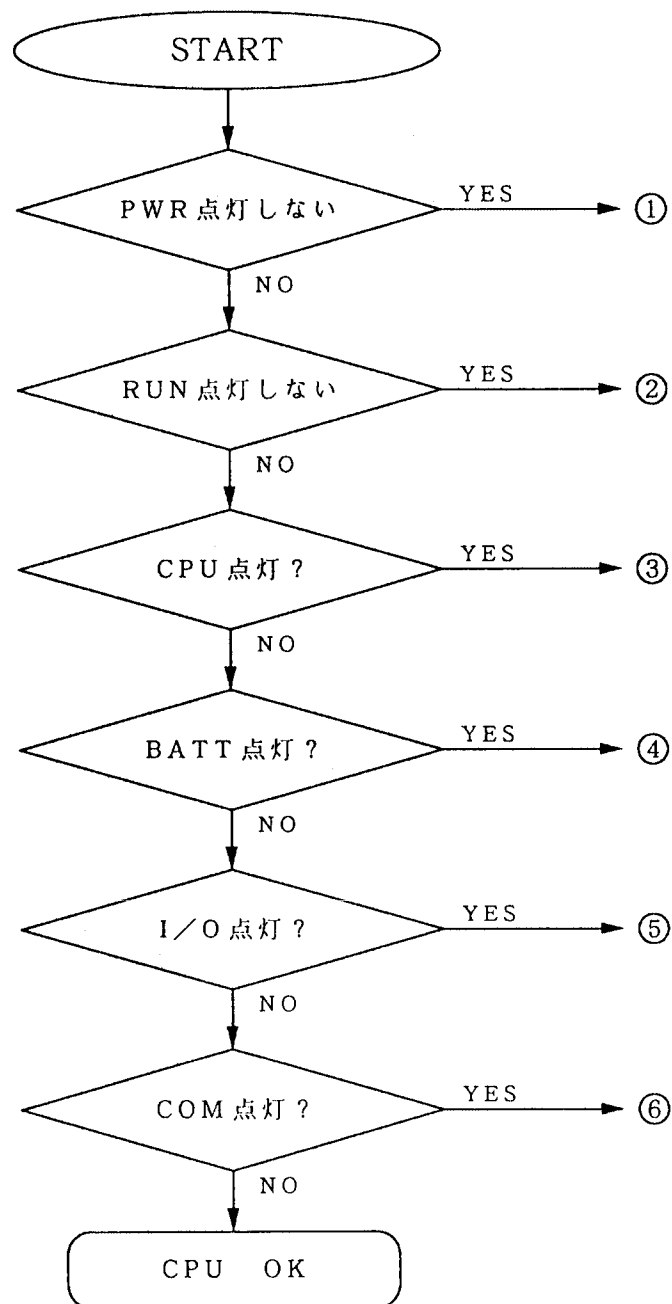 START
PWR点灯しない
YES
①
NO
RUN点灯しない
YES
②
NO
CPU点灯?
YES
③
NO
BATT点灯?
YES
④
NO
I/O点灯?
YES
⑤
NO
COM点灯?
YES
⑥
NO
CPU OK